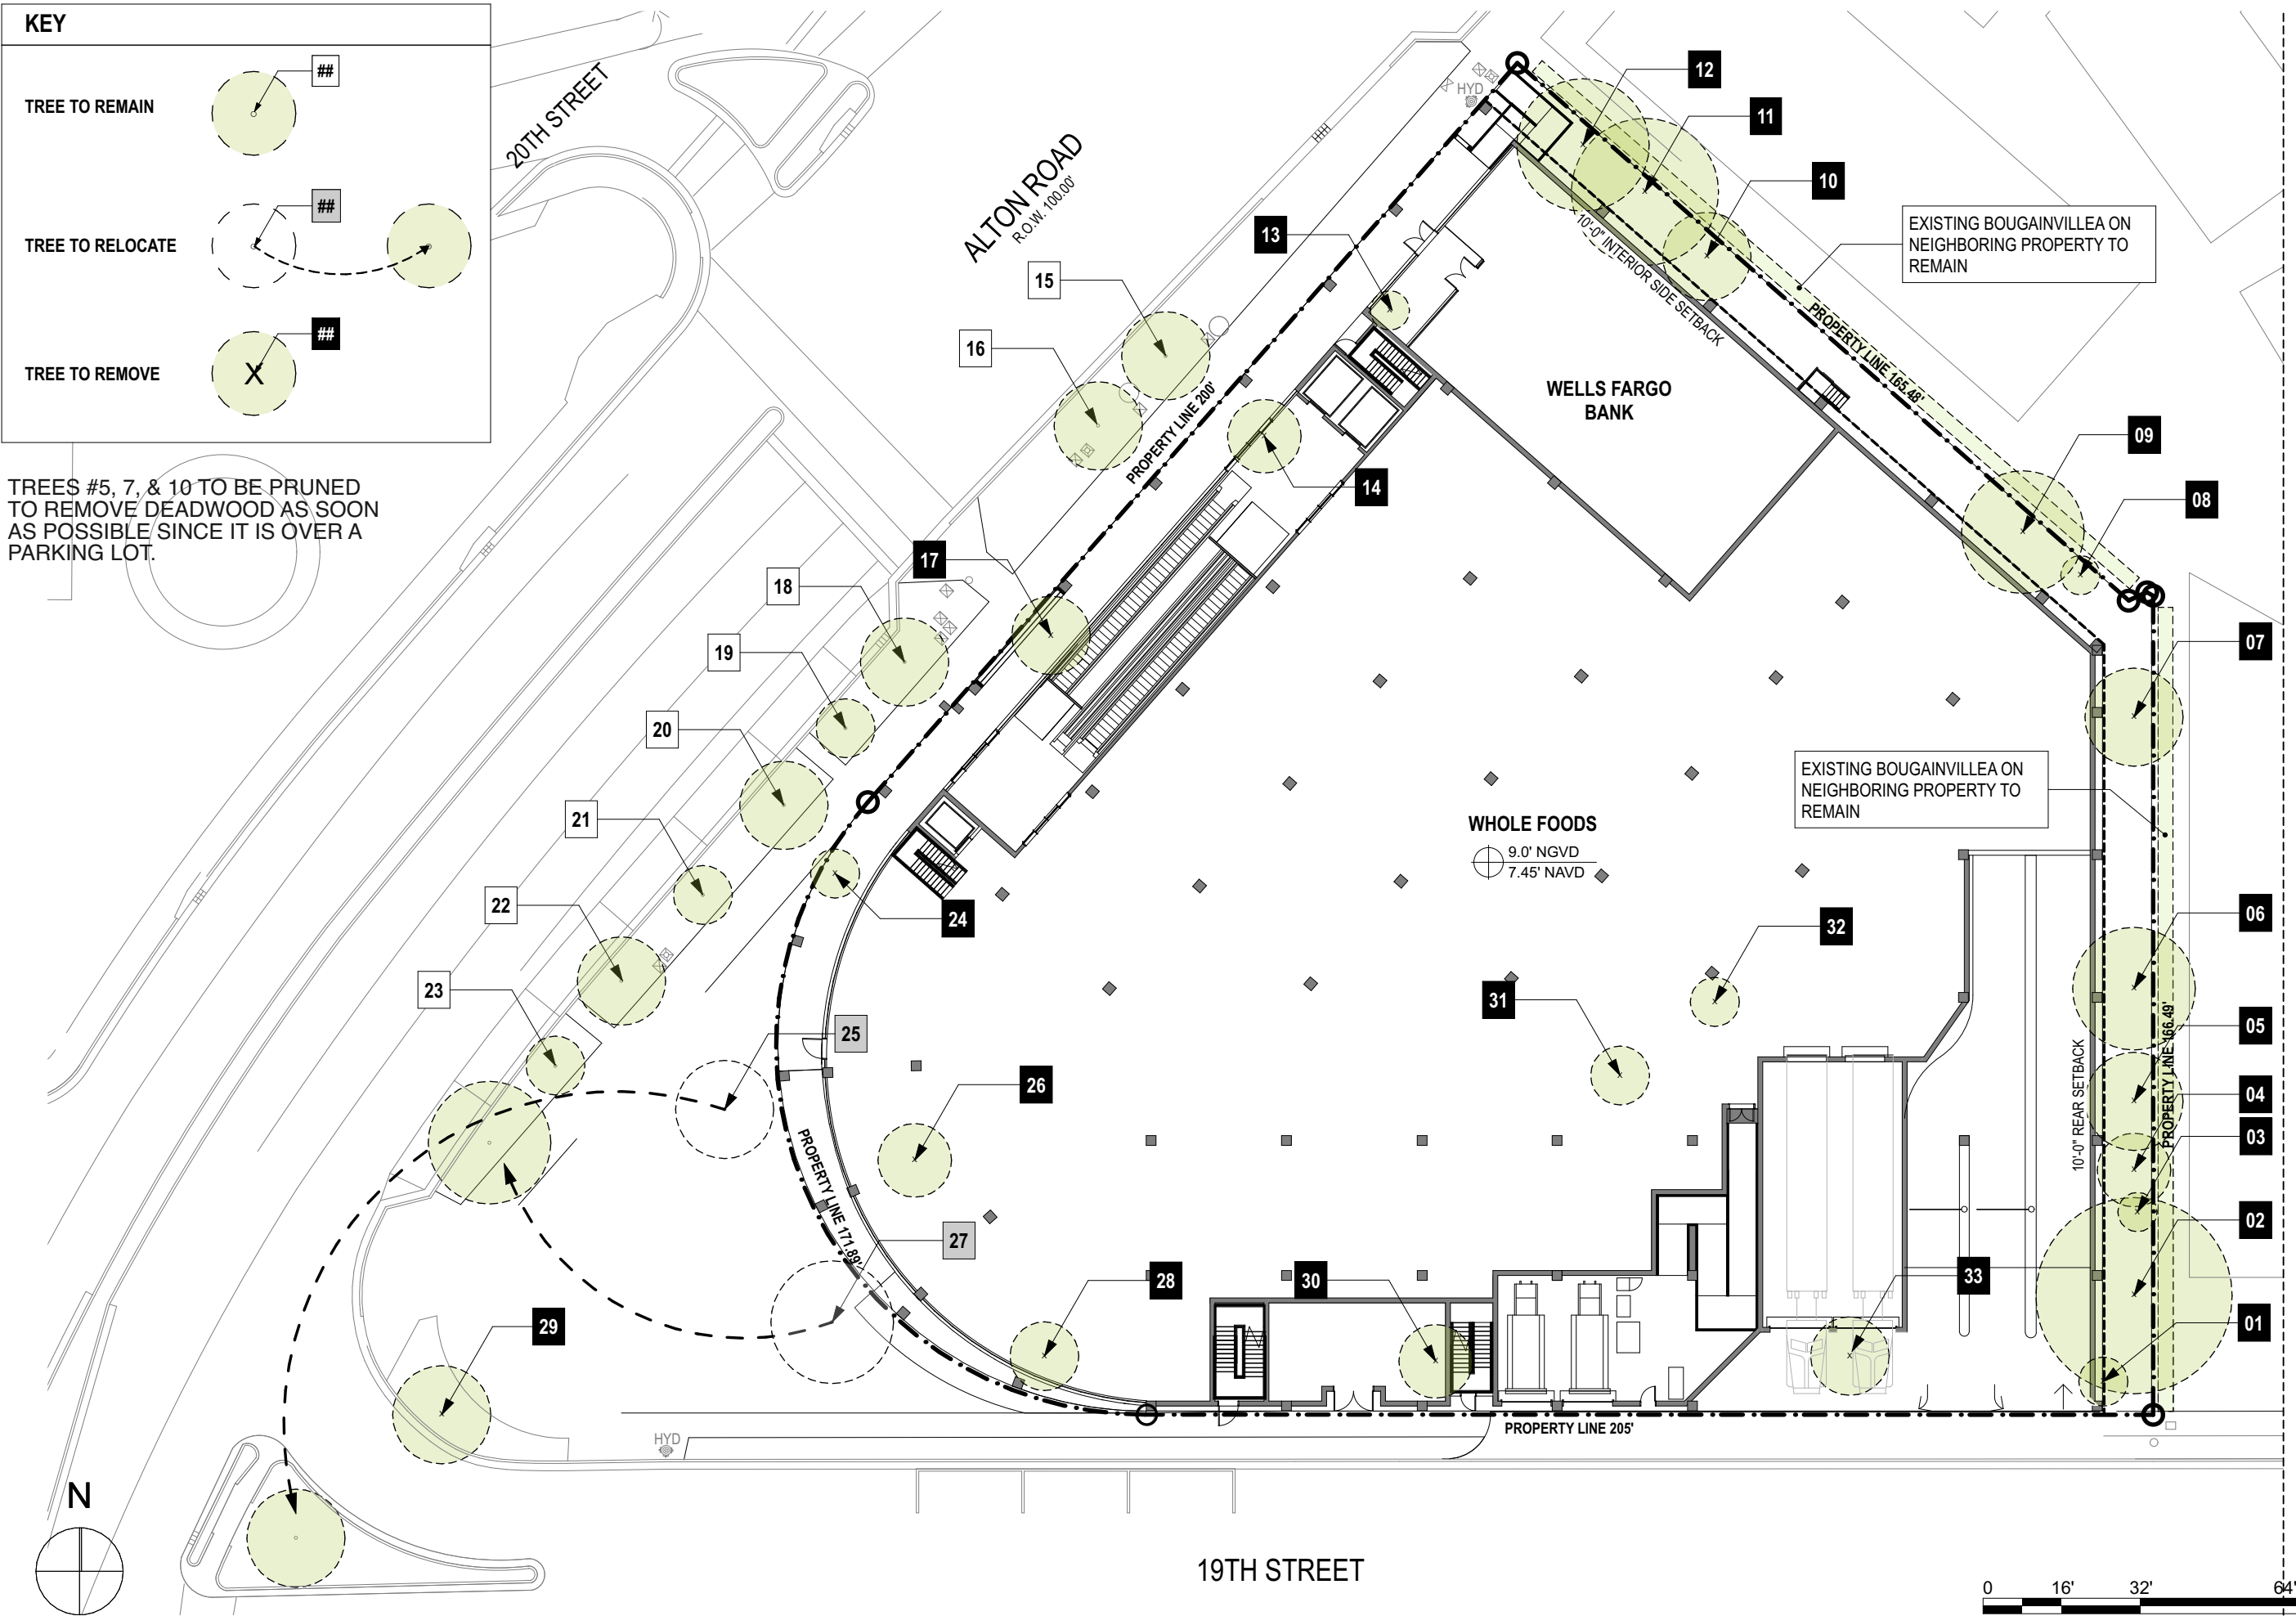 KEY
TREE TO REMAIN
##
TREE TO RELOCATE
##
TREE TO REMOVE
X
##
TREES #5, 7, & 10 TO BE PRUNED
TO REMOVE DEADWOOD AS SOON
AS POSSIBLE SINCE IT IS OVER A
PARKING LOT.
20TH STREET
ALTON ROAD
R.O.W. 100.00'
HYD
12
11
10
EXISTING BOUGAINVILLEA ON
NEIGHBORING PROPERTY TO
REMAIN
13
15
16
10'-0" INTERIOR SIDE SETBACK
PROPERTY LINE 165.48'
PROPERTY LINE 200'
WELLS FARGO
BANK
14
09
08
17
18
19
20
21
22
23
07
EXISTING BOUGAINVILLEA ON
NEIGHBORING PROPERTY TO
REMAIN
WHOLE FOODS
9.0' NGVD
7.45' NAVD
24
32
31
06
05
04
03
02
01
PROPERTY LINE 166.49'
10'-0" REAR SETBACK
25
26
27
PROPERTY LINE 171.89'
28
30
33
29
HYD
PROPERTY LINE 205'
N
19TH STREET
0 16' 32' 64'